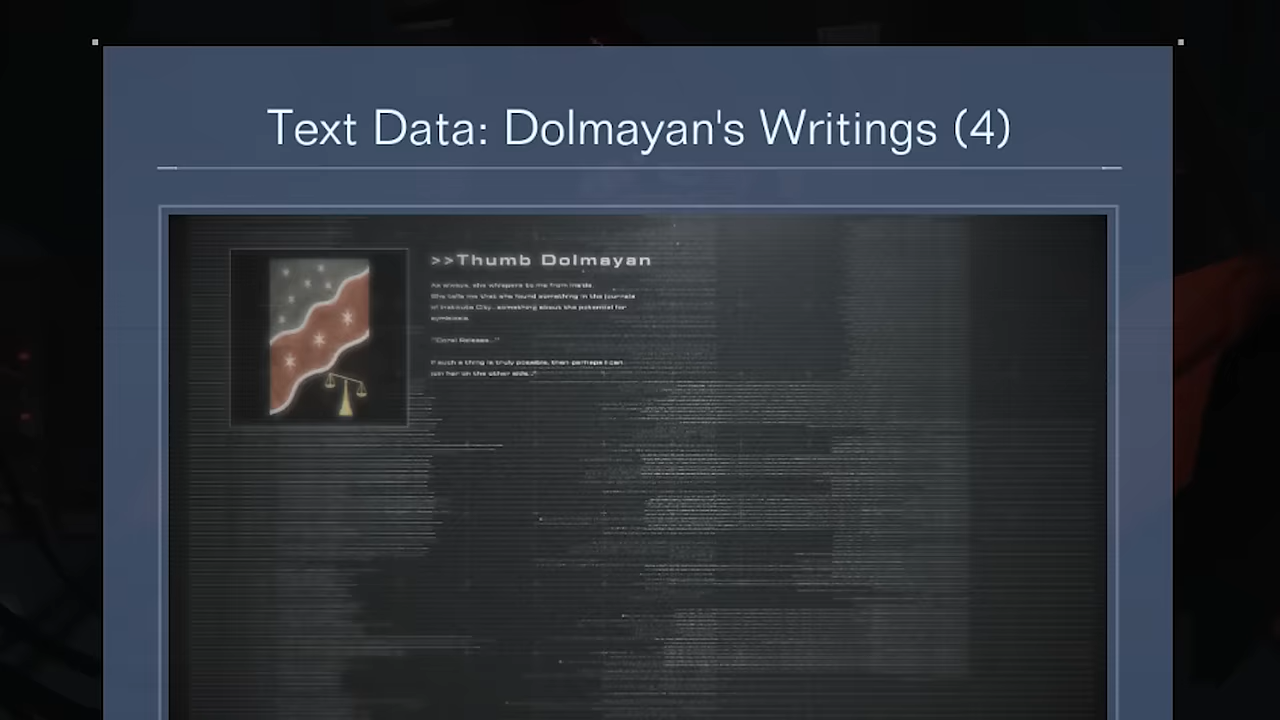 Text Data: Dolmayan's Writings (4)
>>Thumb Dolmayan
As always, she whispers to me from inside.
She tells me that she found something in the journals
of Institute City...something about the potential for
symbiosis.
"Coral Release..."
If such a thing is truly possible, then perhaps I can
join her on the other side..."